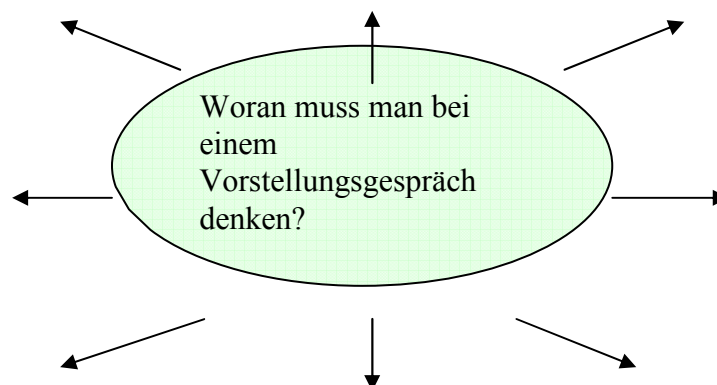 Woran muss man bei
einem
Vorstellungsgespräch
denken?